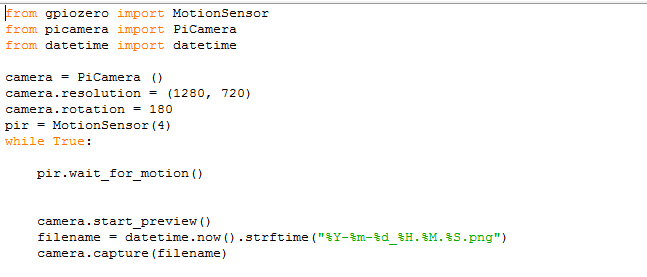 from gpiozero import MotionSensor
from picamera import PiCamera
from datetime import datetime

camera = PiCamera ()
camera.resolution = (1280, 720)
camera.rotation = 180
pir = MotionSensor(4)
while True:

    pir.wait_for_motion()


    camera.start_preview()
    filename = datetime.now().strftime("%Y-%m-%d_%H.%M.%S.png")
    camera.capture(filename)